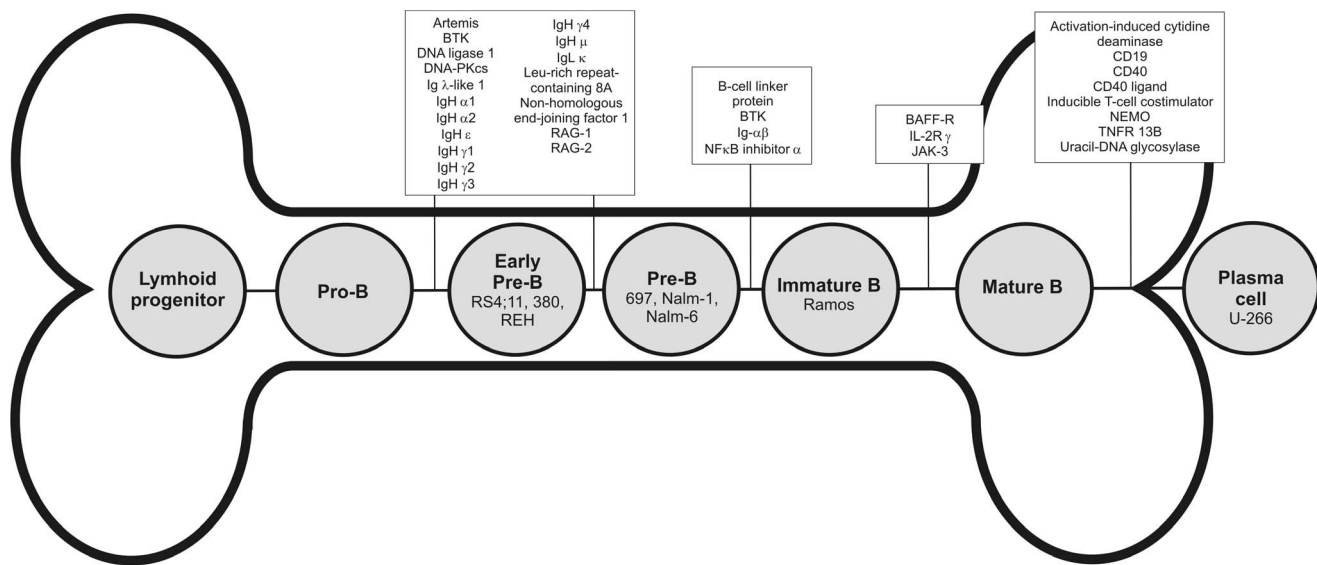 Artemis
BTK
DNA ligase 1
DNA-PKcs
Ig λ-like 1
IgH α1
IgH α2
IgH ε
IgH γ1
IgH γ2
IgH γ3
IgH γ4
IgH μ
IgL κ
Leu-rich repeat-
containing 8A
Non-homologous
end-joining factor 1
RAG-1
RAG-2
B-cell linker
protein
BTK
Ig-αβ
NFκB inhibitor α
BAFF-R
IL-2R γ
JAK-3
Activation-induced cytidine
deaminase
CD19
CD40
CD40 ligand
Inducible T-cell costimulator
NEMO
TNFR 13B
Uracil-DNA glycosylase
Lymhoid
progenitor
Pro-B
Early
Pre-B
RS4;11, 380,
REH
Pre-B
697, Nalm-1,
Nalm-6
Immature B
Ramos
Mature B
Plasma
cell
U-266